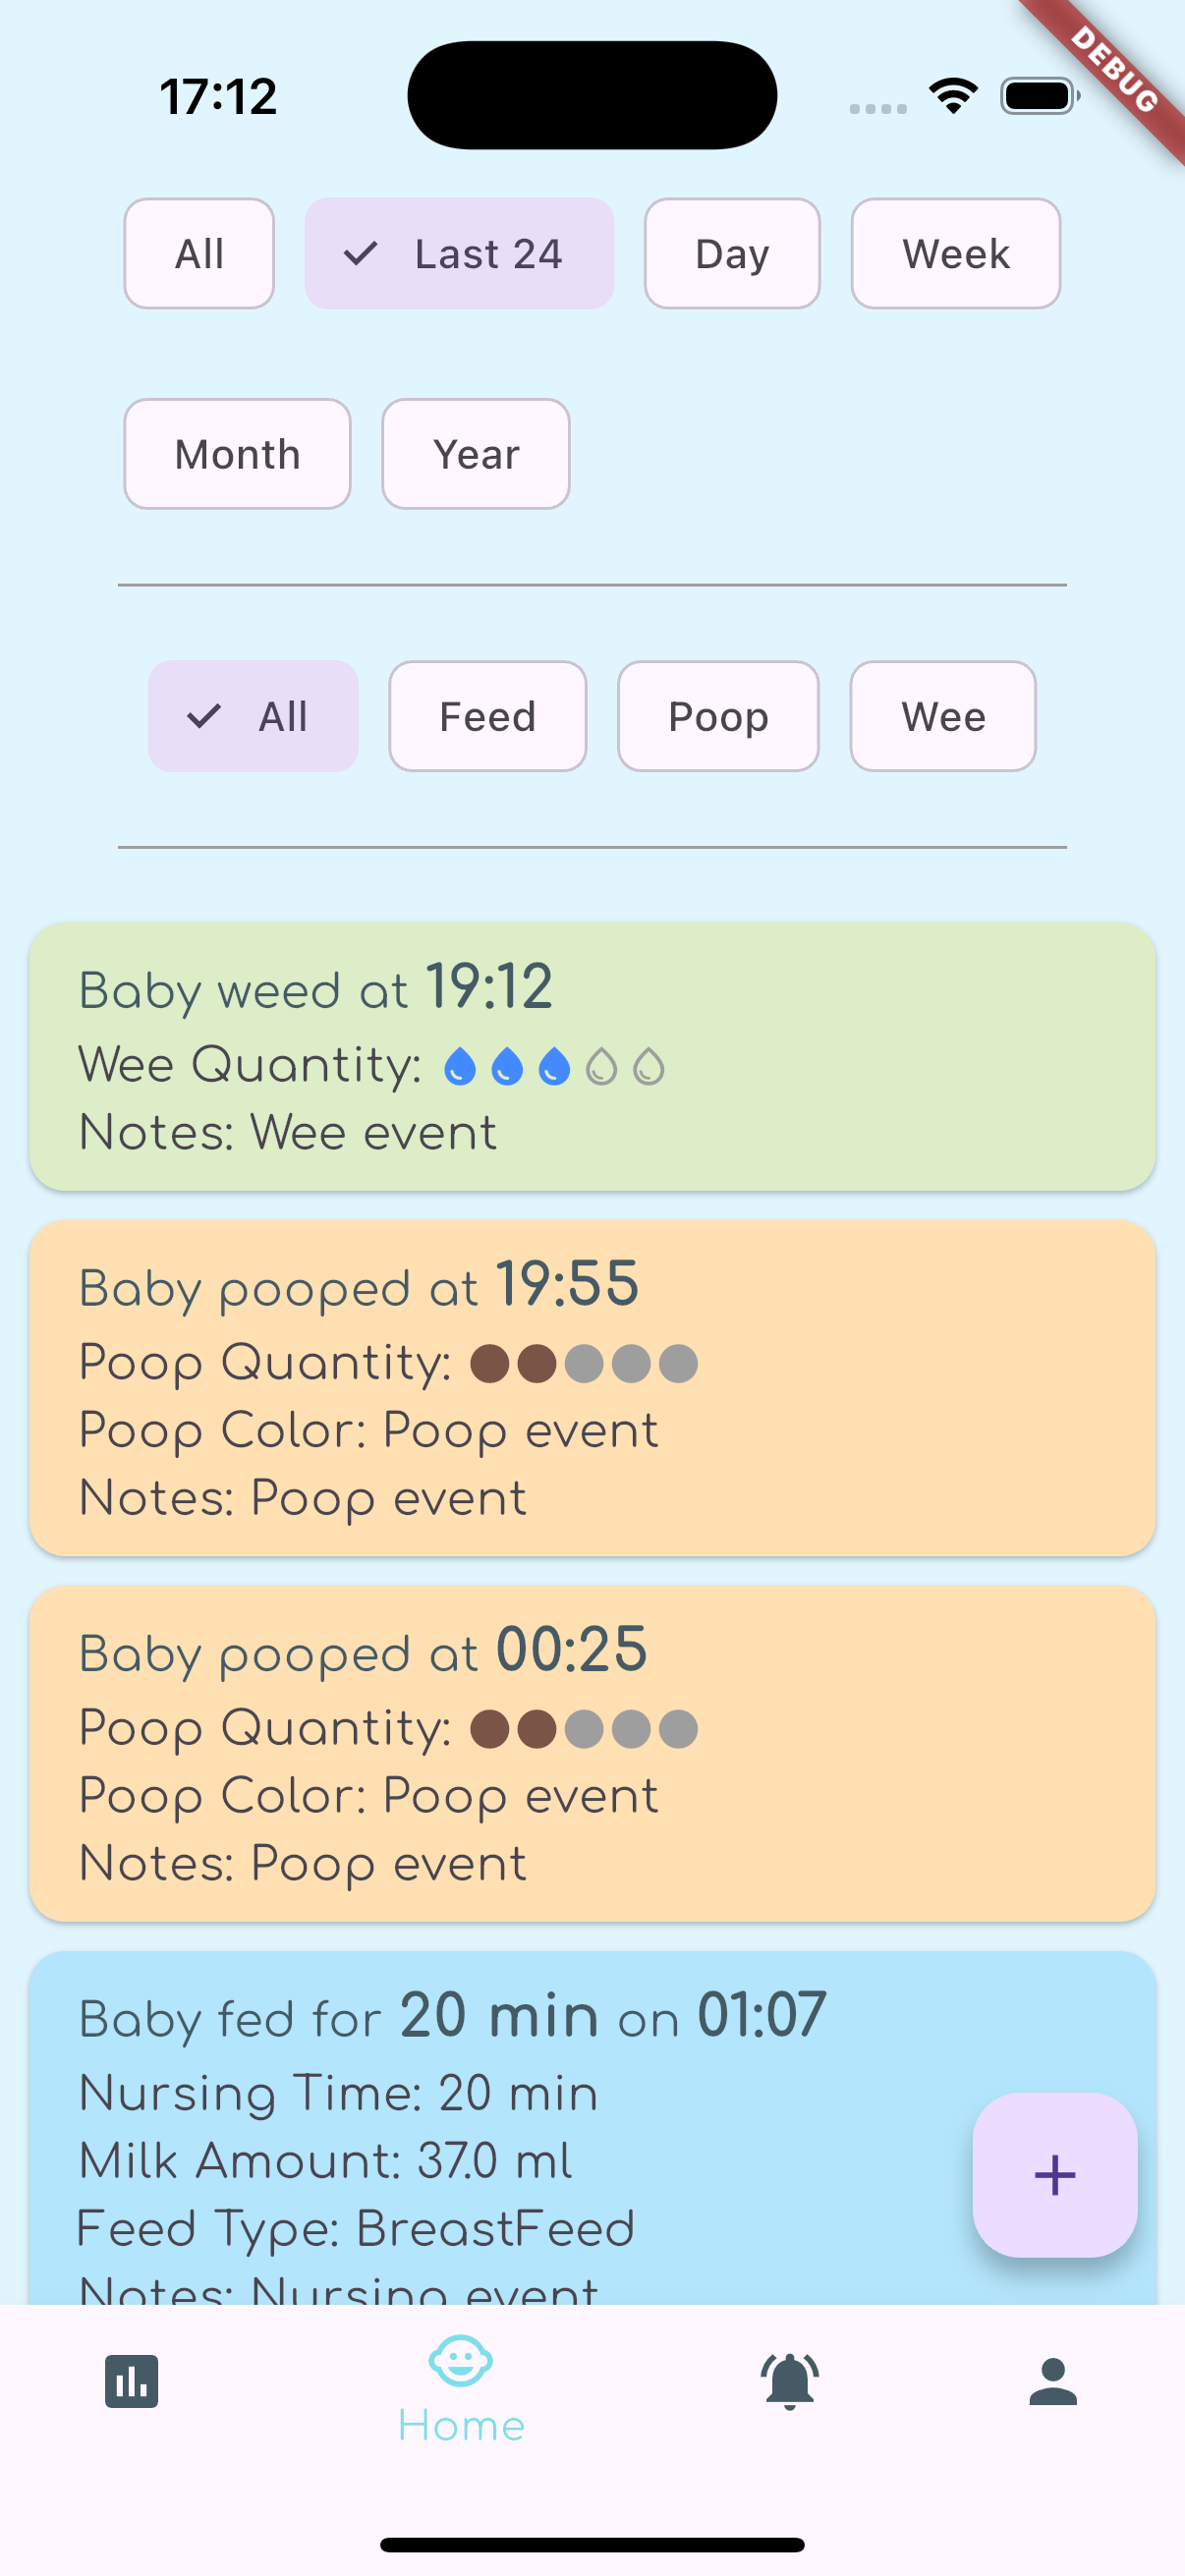 17:12
DEBUG
All
Last 24
Day
Week
Month
Year
All
Feed
Poop
Wee
Baby weed at 19:12
Wee Quantity:
Notes: Wee event
Baby pooped at 19:55
Poop Quantity:
Poop Color: Poop event
Notes: Poop event
Baby pooped at 00:25
Poop Quantity:
Poop Color: Poop event
Notes: Poop event
Baby fed for 20 min on 01:07
Nursing Time: 20 min
Milk Amount: 37.0 ml
Feed Type: BreastFeed
Notes: Nursing event
Home